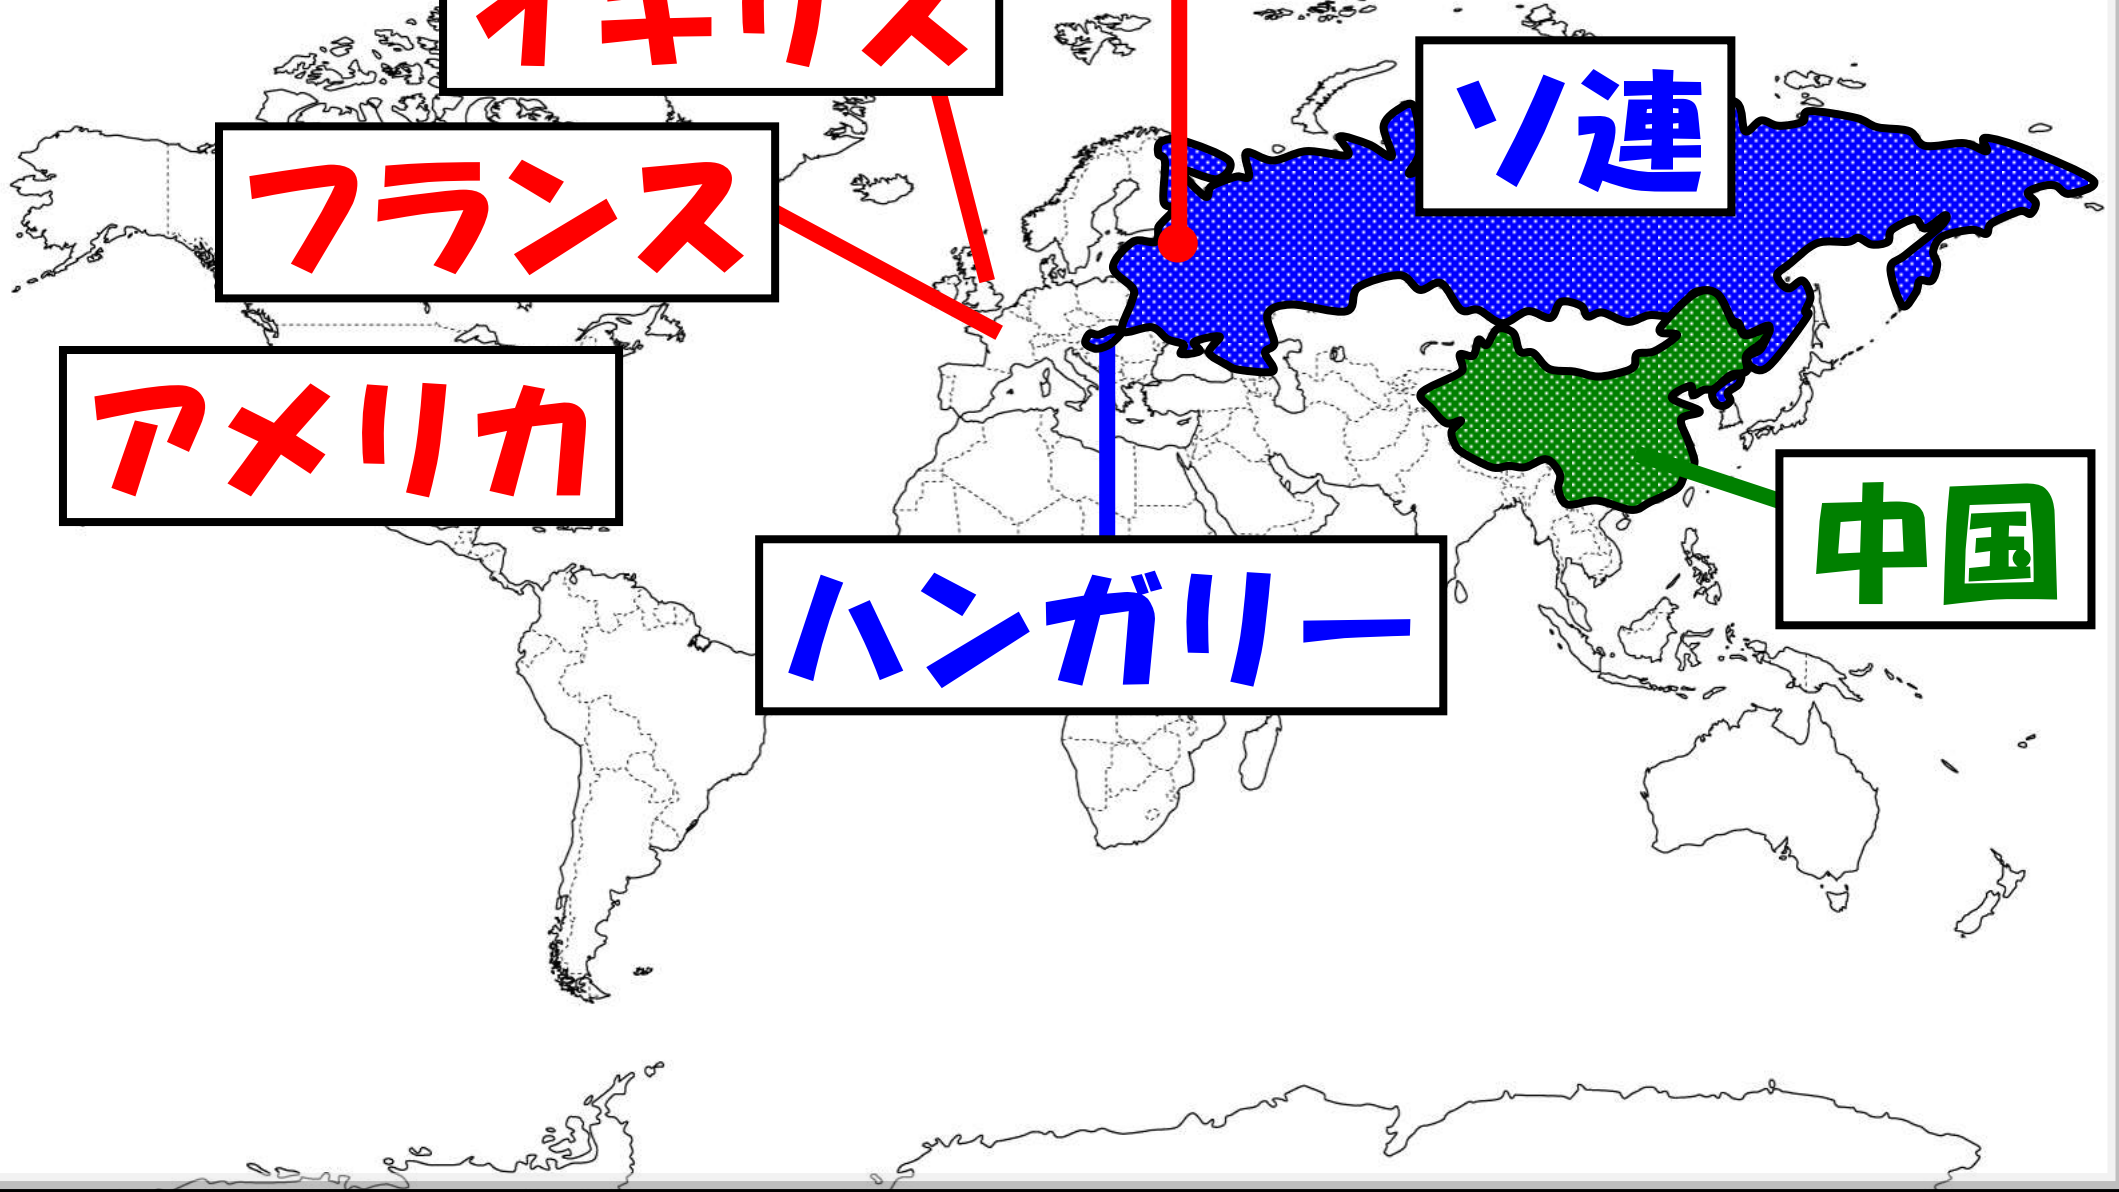 イギリス
ソ連
フランス
アメリカ
中国
ハンガリー